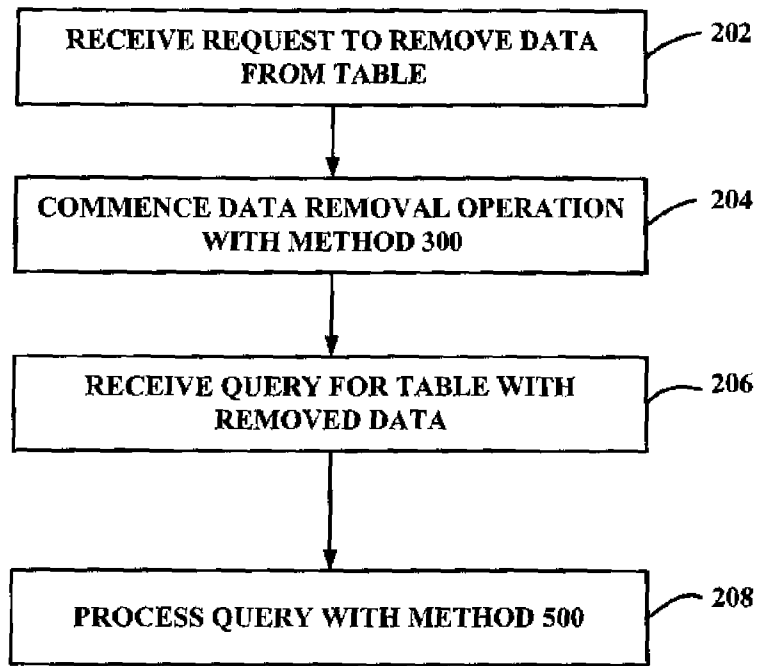 RECEIVE REQUEST TO REMOVE DATA
FROM TABLE
202
COMMENCE DATA REMOVAL OPERATION
WITH METHOD 300
204
RECEIVE QUERY FOR TABLE WITH
REMOVED DATA
206
PROCESS QUERY WITH METHOD 500
208